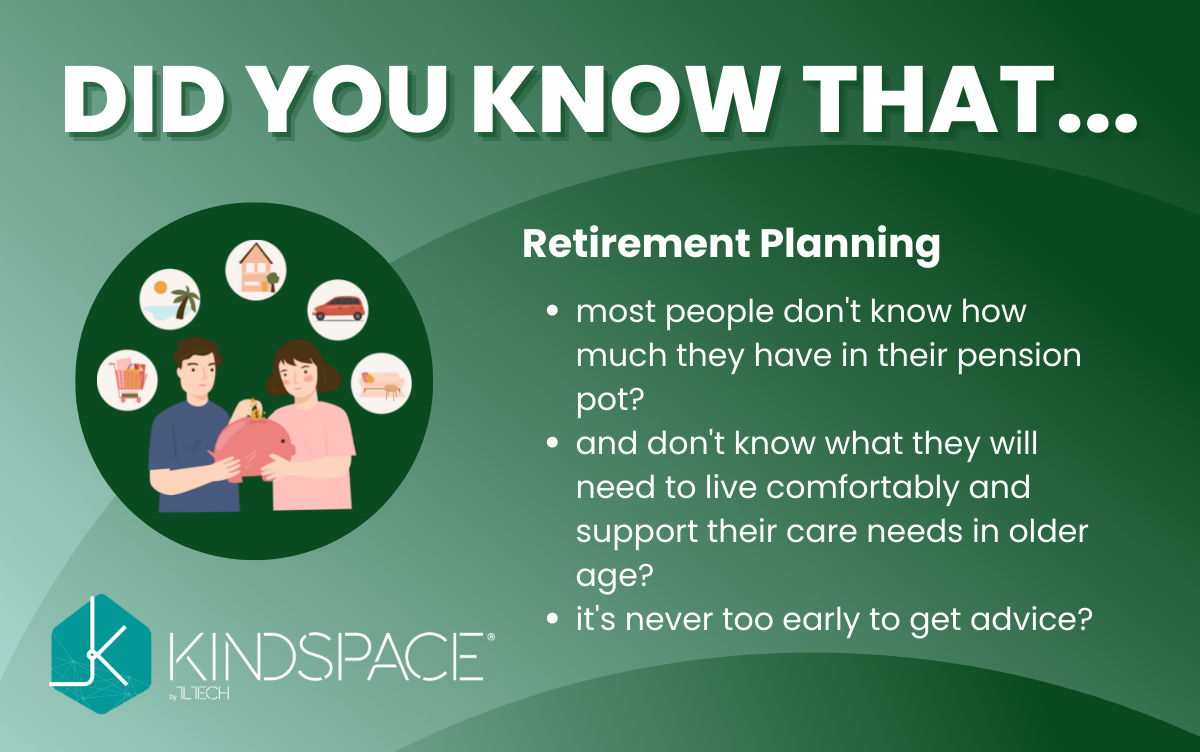 DID YOU KNOW THAT...
Retirement Planning
• most people don't know how
much they have in their pension
pot?
• and don't know what they will
need to live comfortably and
support their care needs in older
age?
• it's never too early to get advice?
KINDSPACE®
by TLTECH